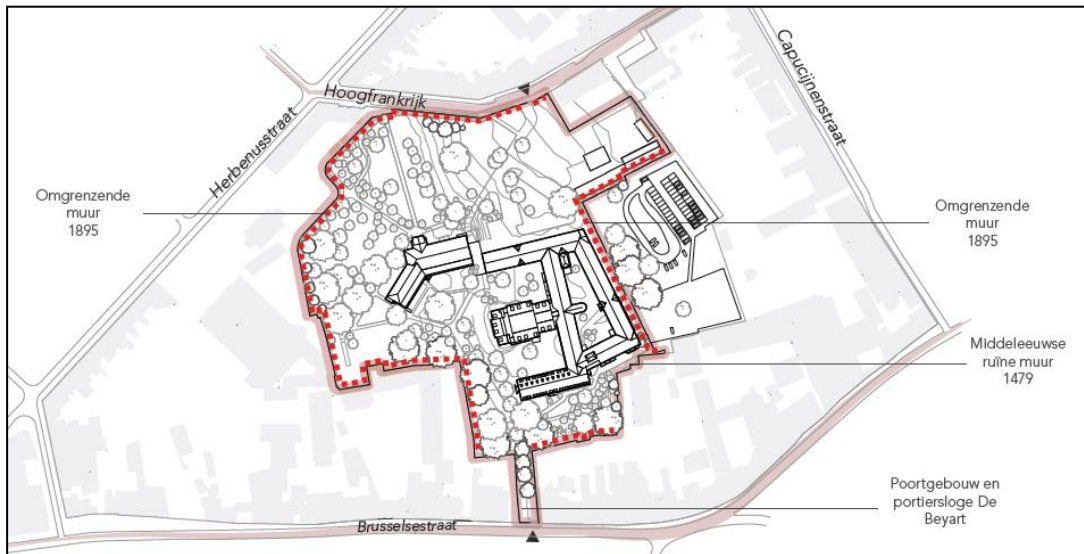 Hoogfrankrijk
Capucijnenstraat
Herbenusstraat
Omgrenzende
muur
1895
Omgrenzende
muur
1895
Middeleeuwse
ruïne muur
1479
Poortgebouw en
portiersloge De
Beyart
Brusselsestraat